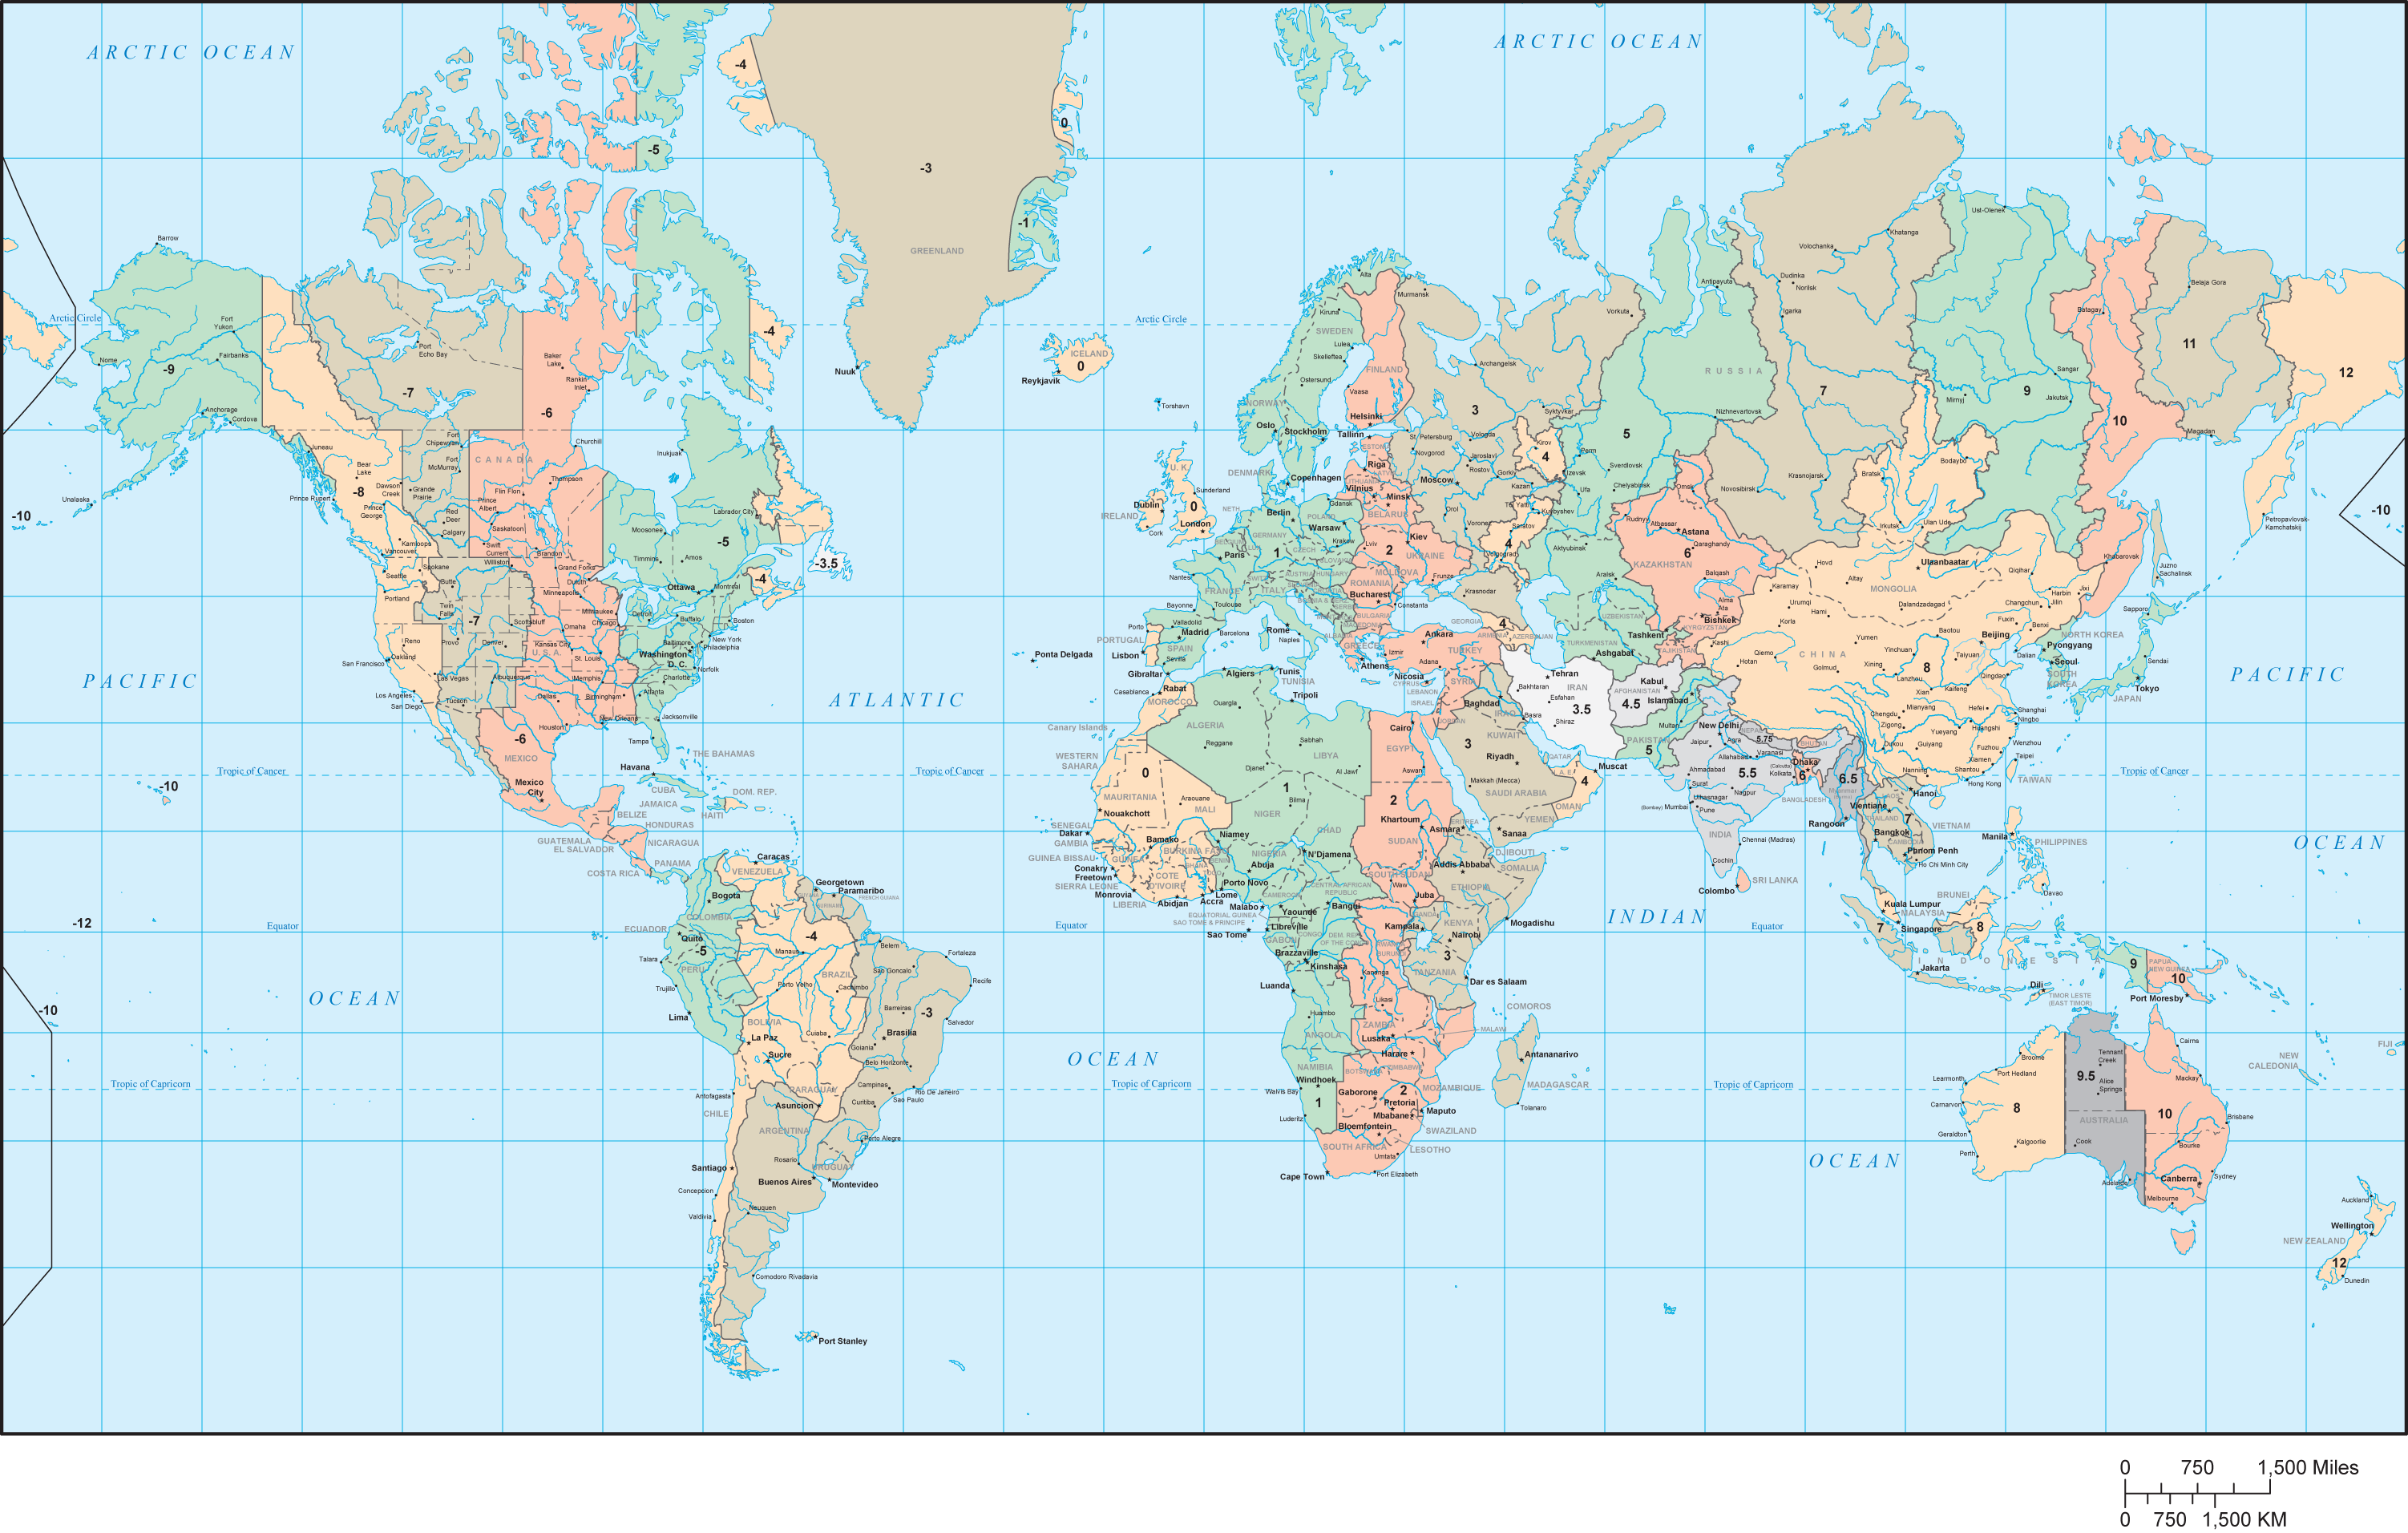 ARCTIC OCEAN
ARCTIC OCEAN
-4
0
-5
-3
-1
GREENLAND
Barrow
Arctic Circle
Arctic Circle
Fort
Yukon
Nome
Fairbanks
-9
Anchorage
Cordova
Unalaska
-10
Port
Echo Bay
-7
Baker
Lake
Rankin
Inlet
-6
-4
Nuuk
ICELAND
0
Reykjavik
Torshavn
Juneau
Bear
Lake
-8
Prince Rupert
Dawson
Creek
Prince
George
Grande
Prairie
Fort
Chipewyan
Fort
McMurray
CANADA
Churchill
Thompson
Flin Flon
Prince
Albert
Red
Deer
Saskatoon
Calgary
Swift
Current
Kamloops
Vancouver
Brandon
Inukjuak
Labrador City
Moosonee
-5
Timmins
Amos
Ottawa
Montreal
-4
-3.5
Seattle
Spokane
Williston
Grand Forks
Butte
Duluth
Portland
Minneapolis
Twin
Falls
-7
Scottsbluff
Omaha
Milwaukee
Chicago
Detroit
Buffalo
Boston
New York
Philadelphia
Baltimore
Washington
D. C.
Norfolk
Reno
Oakland
San Francisco
Provo
Denver
Kansas City
U. S. A.
St. Louis
Las Vegas
Albuquerque
Memphis
Charlotte
Los Angeles
San Diego
Tucson
Dallas
Birmingham
Atlanta
Jacksonville
Houston
New Orleans
Tampa
PACIFIC
ATLANTIC
-6
MEXICO
Mexico
City
Tropic of Cancer
Tropic of Cancer
Havana
THE BAHAMAS
CUBA
DOM. REP.
JAMAICA
HAITI
BELIZE
HONDURAS
GUATEMALA
EL SALVADOR
NICARAGUA
PANAMA
COSTA RICA
-10
-12
Equator
-10
OCEAN
Tropic of Capricorn
Caracas
VENEZUELA
Georgetown
Paramaribo
FRENCH GUIANA
Bogota
COLOMBIA
ECUADOR
Quito
-5
-4
Manaus
Belem
Fortaleza
Talara
PERU
Sao Goncalo
BRAZIL
Recife
Trujillo
Porto Velho
Cachimbo
Barreiras
-3
Salvador
Lima
BOLIVIA
Cuiaba
Brasilia
La Paz
Goiania
Sucre
Belo Horizonte
PARAGUAY
Campinas
Rio De Janeiro
Sao Paulo
Antofagasta
Asuncion
Curitiba
CHILE
ARGENTINA
Porto Alegre
Rosario
URUGUAY
Santiago
Buenos Aires
Montevideo
Concepcion
Valdivia
Neuquen
Comodoro Rivadavia
Port Stanley
OCEAN
Tropic of Capricorn
Equator
Ponta Delgada
Alta
Murmansk
Kiruna
SWEDEN
Lulea
Skelleftea
FINLAND
Ostersund
Vaasa
NORWAY
Helsinki
Oslo
Stockholm
Tallinn
ESTONIA
Riga
LATVIA
LITHUANIA
Vilnius
Minsk
BELARUS
DENMARK
Copenhagen
Gdansk
U. K.
Sunderland
Dublin
0
IRELAND
London
Cork
NETH
Berlin
POLAND
Warsaw
GERMANY
1
CZECH
Krakow
Lviv
Kiev
2
UKRAINE
Paris
Nantes
FRANCE
AUSTRIA
HUNGARY
MOLDOVA
ROMANIA
Bucharest
Constanta
Frunze
ITALY
BULGARIA
Bayonne
Toulouse
Porto
Valladolid
PORTUGAL
Madrid
SPAIN
Barcelona
Rome
Naples
ALBANIA
GREECE
Athens
Lisbon
Sevilla
Gibraltar
Rabat
Casablanca
Algiers
Tunis
TUNISIA
Tripoli
Ankara
TURKEY
Izmir
Adana
Nicosia
CYPRUS
SYRIA
LEBANON
ISRAEL
JORDAN
Baghdad
IRAQ
Basra
KUWAIT
Vorkuta
Archangelsk
3
Syktyvkar
Kirov
4
St. Petersburg
Vologda
Novgorod
Jaroslavl
Rostov
Gorky
Izevsk
Kazan
Moscow
Perm
Sverdlovsk
Chelyabinsk
Ufa
Orel
Voronezh
Saratov
Kuybyshev
4
Volgograd
Krasnodar
GEORGIA
4
ARMENIA
AZERBAIJAN
5
RUSSIA
Antipayuta
Nizhnevartovsk
Volochanka
Khatanga
Dudinka
Norilsk
Igarka
7
Novosibirsk
Krasnojarsk
Bratsk
Irkutsk
Ulan Ude
Bodaybo
Omsk
Ust-Olenek
Sangar
9
Mirnyj
Jakutsk
Batagay
10
Belaja Gora
11
Magadan
12
Petropavlovsk-
Kamchatskij
-10
Khabarovsk
Juzno
Sachalinsk
Rudnyj
Atbassar
Astana
Qaraghandy
6
KAZAKHSTAN
Balqash
Aktyubinsk
Aralsk
Alma
Ata
Bishkek
KYRGYZSTAN
UZBEKISTAN
Tashkent
TURKMENISTAN
TAJIKISTAN
Ashgabat
Tehran
Bakhtaran
IRAN
Esfahan
3.5
Shiraz
Kabul
AFGHANISTAN
4.5
Islamabad
Multan
PAKISTAN
5
Hovd
Altay
Ulaanbaatar
MONGOLIA
Dalandzadagad
Karamay
Urumqi
Hami
Korla
Kashi
Hotan
Qiemo
Yumen
Golmud
CHINA
8
Qiqihar
Changchun
Harbin
Jilin
Jixi
Fuxin
Benxi
Baotou
Beijing
Yinchuan
Taiyuan
Dalian
Xining
Lanzheu
Qingdao
Xian
Kaifeng
Mianyang
Hefei
Shanghai
Ningbo
Chengdu
Zigong
Yueyang
Huangshi
Wenzhou
Dukou
Guiyang
Fuzhou
Xiamen
Taipei
Nanning
Shantou
Hong Kong
TAIWAN
Tropic of Cancer
NORTH KOREA
Pyongyang
Seoul
SOUTH
KOREA
Sapporo
Sendai
Tokyo
JAPAN
PACIFIC
OCEAN
New Delhi
NEPAL
5.75
BHUTAN
Jaipur
Agra
Varanasi
Allahabad
Dhaka
Ahmadabad
5.5
(Calcutta)
Kolkata
6
6.5
Surat
Nagpur
BANGLADESH
Myanmar
Ulhasnagar
(Bombay) Mumbai
Pune
INDIA
Chennai (Madras)
Cochin
Colombo
SRI LANKA
Rangoon
Hanoi
LAOS
Vientiane
THAILAND
7
VIETNAM
Bangkok
CAMBODIA
Phnom Penh
Ho Chi Minh City
Manila
PHILIPPINES
Davao
BRUNEI
Kuala Lumpur
MALAYSIA
Singapore
7
8
Jakarta
INDONESIA
Dili
TIMOR LESTE
(EAST TIMOR)
9
PAPUA
NEW GUINEA
10
Port Moresby
INDIAN
Equator
OCEAN
Tropic of Capricorn
Canary Islands
MOROCCO
WESTERN
SAHARA
Ouargla
ALGERIA
Reggane
Sabhah
LIBYA
Djanet
Al Jawf
Cairo
EGYPT
Aswan
0
MAURITANIA
Araouane
Nouakchott
MALI
1
Bilma
NIGER
CHAD
2
Khartoum
SUDAN
SENEGAL
Dakar
GAMBIA
GUINEA BISSAU
GUINEA
Bamako
BURKINA FASO
Niamey
BENIN
GHANA
TOGO
Conakry
Freetown
SIERRA LEONE
COTE
D'IVOIRE
Monrovia
LIBERIA
Abidjan
Accra
Lome
Porto Novo
NIGERIA
Abuja
N'Djamena
CENTRAL AFRICAN
REPUBLIC
CAMEROON
Malabo
Yaounde
Bangui
EQUATORIAL GUINEA
SAO TOME & PRINCIPE
Sao Tome
Libreville
GABON
CONGO
DEM. REP.
OF THE CONGO
Brazzaville
Kinshasa
Luanda
Kananga
Likasi
Huambo
ANGOLA
ZAMBIA
Lusaka
Harare
ZIMBABWE
NAMIBIA
Windhoek
BOTSWANA
Walvis Bay
1
Gaborone
2
Pretoria
Mbabane
Maputo
MOZAMBIQUE
SWAZILAND
Luderitz
Bloemfontein
LESOTHO
SOUTH AFRICA
Umtata
Cape Town
Port Elizabeth
3
Riyadh
QATAR
U. A. E.
Muscat
4
Makkah (Mecca)
SAUDI ARABIA
OMAN
YEMEN
Sanaa
ERITREA
Asmara
DJIBOUTI
Addis Abbaba
SOMALIA
ETHIOPIA
SOUTH SUDAN
Waw
Juba
UGANDA
KENYA
Kampala
Nairobi
Mogadishu
RWANDA
BURUNDI
3
TANZANIA
Dar es Salaam
COMOROS
MALAWI
Antananarivo
MADAGASCAR
Tolanaro
Broome
Port Hedland
Learmonth
Carnarvon
8
Geraldton
Kalgoorlie
Perth
Tennant
Creek
9.5
Alice
Springs
AUSTRALIA
Cook
Adelaide
Cairns
Mackay
10
Brisbane
Bourke
Canberra
Sydney
Melbourne
NEW
CALEDONIA
FIJI
Auckland
Wellington
NEW ZEALAND
12
Dunedin
0 750 1,500 Miles
0 750 1,500 KM